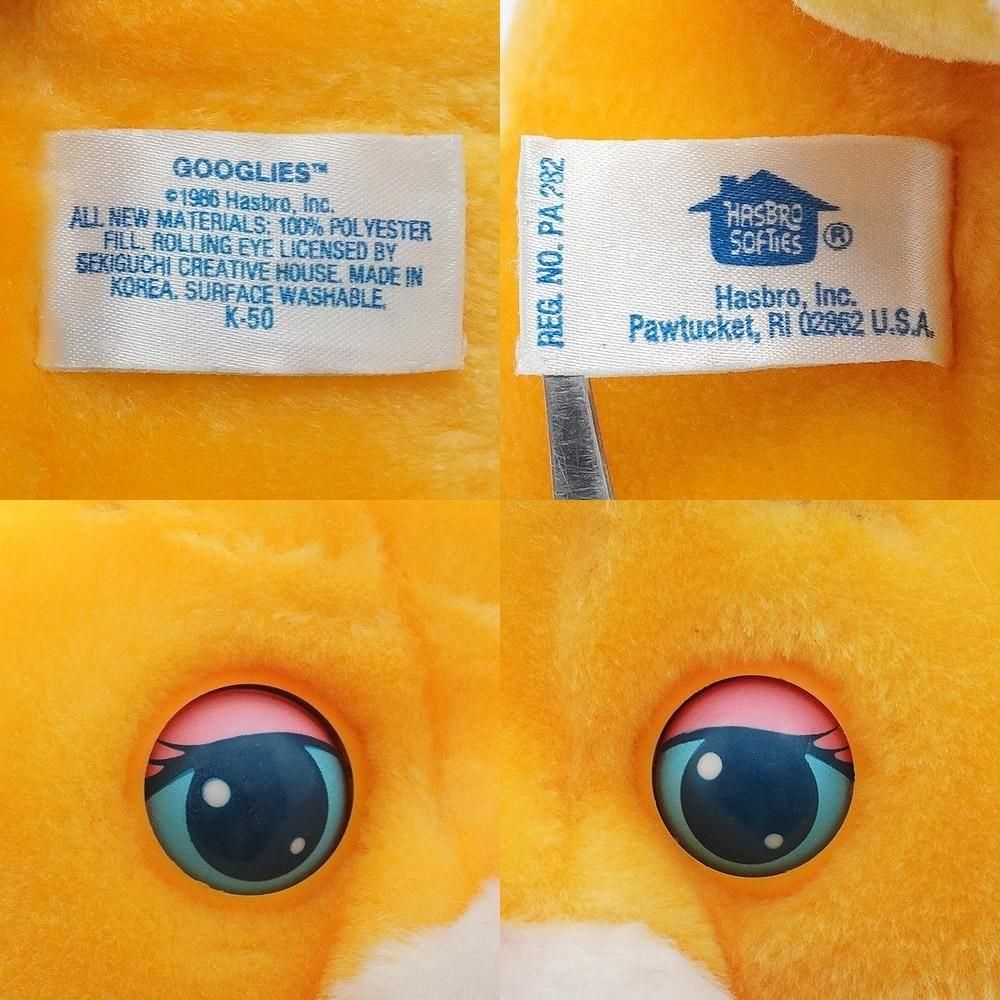 GOOGLIES™
©1986 Hasbro, Inc.
ALL NEW MATERIALS: 100% POLYESTER
FILL. ROLLING EYE LICENSED BY
SEKIGUCHI CREATIVE HOUSE. MADE IN
KOREA. SURFACE WASHABLE.
K-50
REG. NO. PA 282
HASBRO
SOFTIES ®
Hasbro, Inc.
Pawtucket, RI 02862 U.S.A.